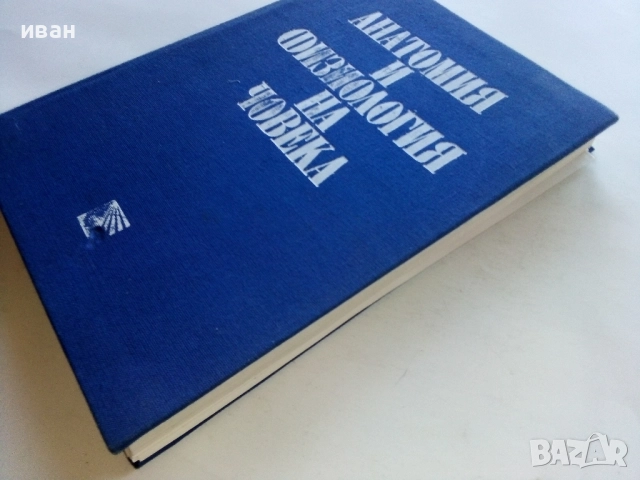 иван
АНАТОМИЯ
И
ФИЗИОЛОГИЯ
НА
ЧОВЕКА
BAZAR